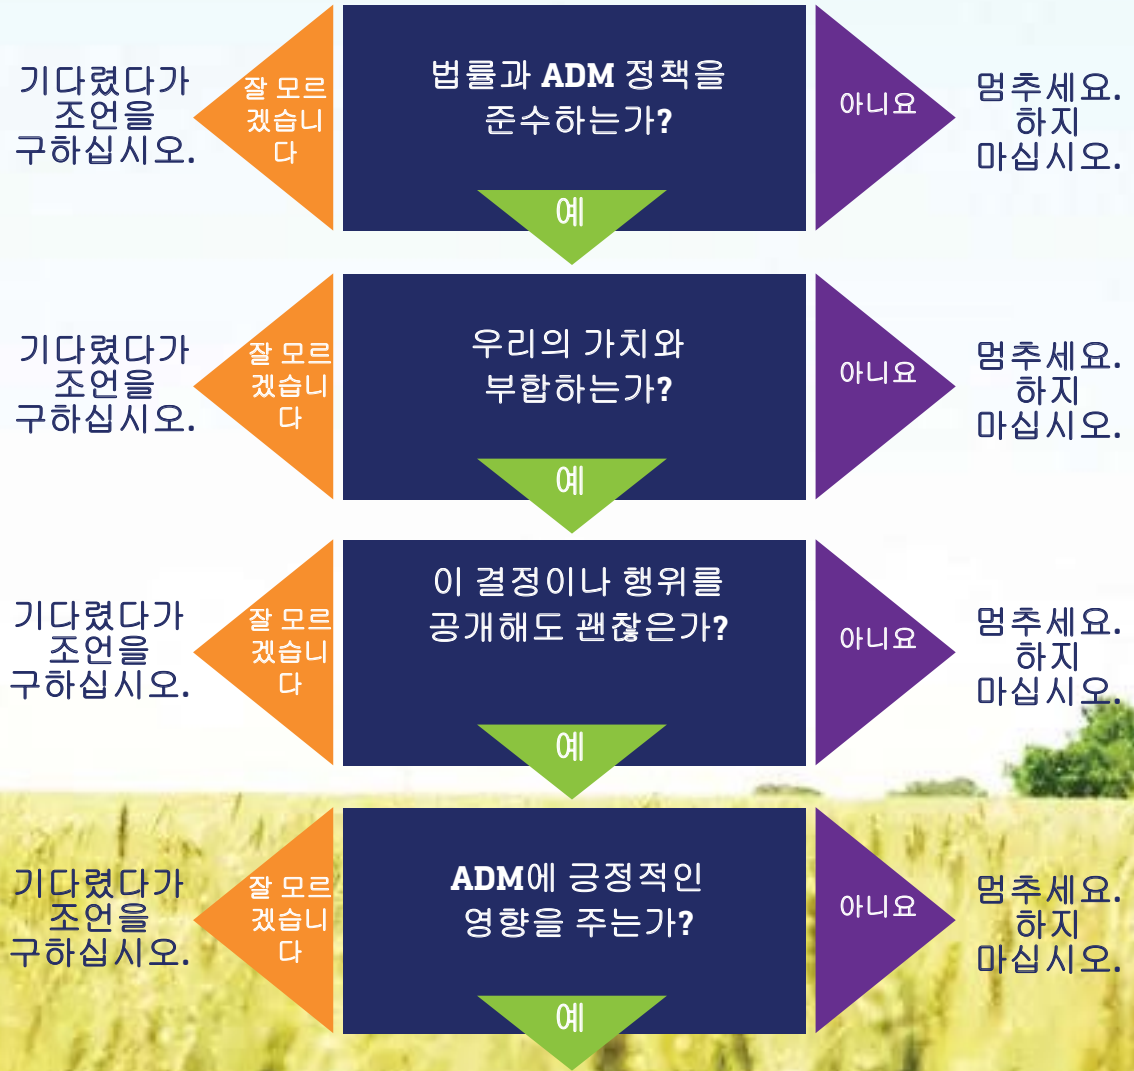 기다렸다가
조언을
구하십시오.
잘 모르
겠습니
다
법률과 ADM 정책을
준수하는가?
예
아니요
멈추세요.
하지
마십시오.
기다렸다가
조언을
구하십시오.
잘 모르
겠습니
다
우리의 가치와
부합하는가?
예
아니요
멈추세요.
하지
마십시오.
기다렸다가
조언을
구하십시오.
잘 모르
겠습니
다
이 결정이나 행위를
공개해도 괜찮은가?
예
아니요
멈추세요.
하지
마십시오.
기다렸다가
조언을
구하십시오.
잘 모르
겠습니
다
ADM에 긍정적인
영향을 주는가?
예
아니요
멈추세요.
하지
마십시오.